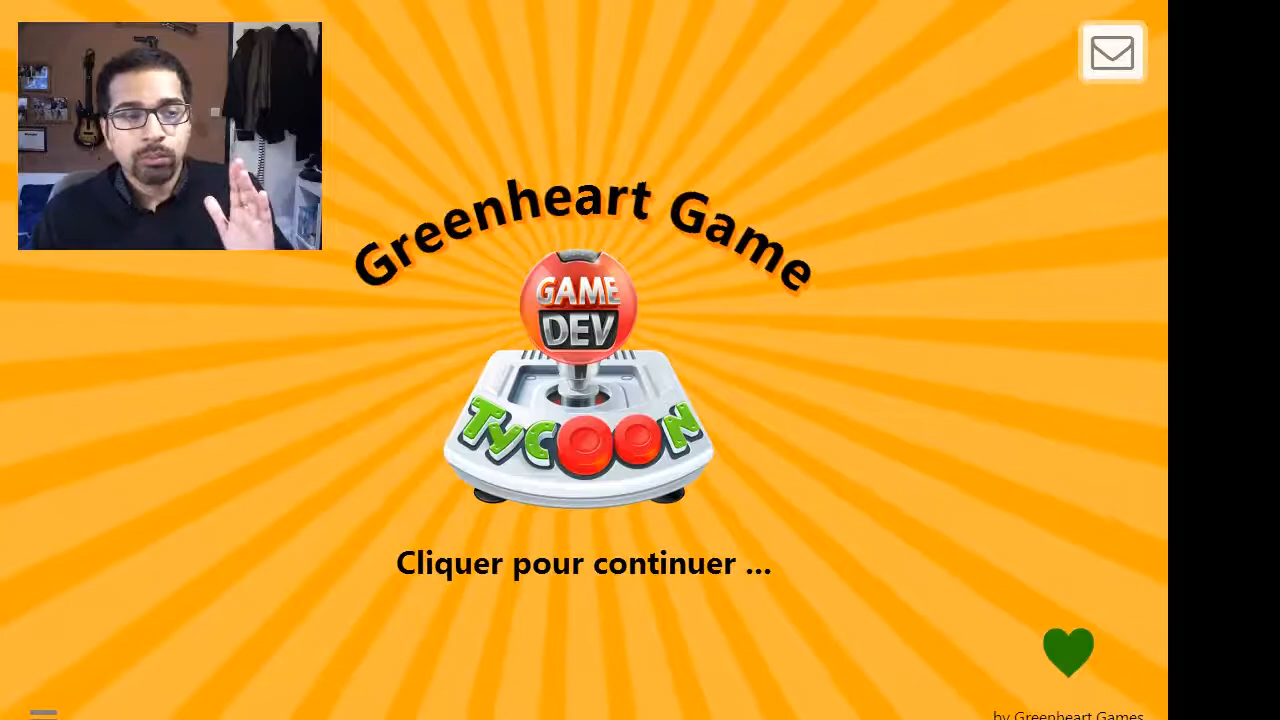 Greenheart Game
GAME
DEV
TYCOON
Cliquer pour continuer ...
by Greenheart Games